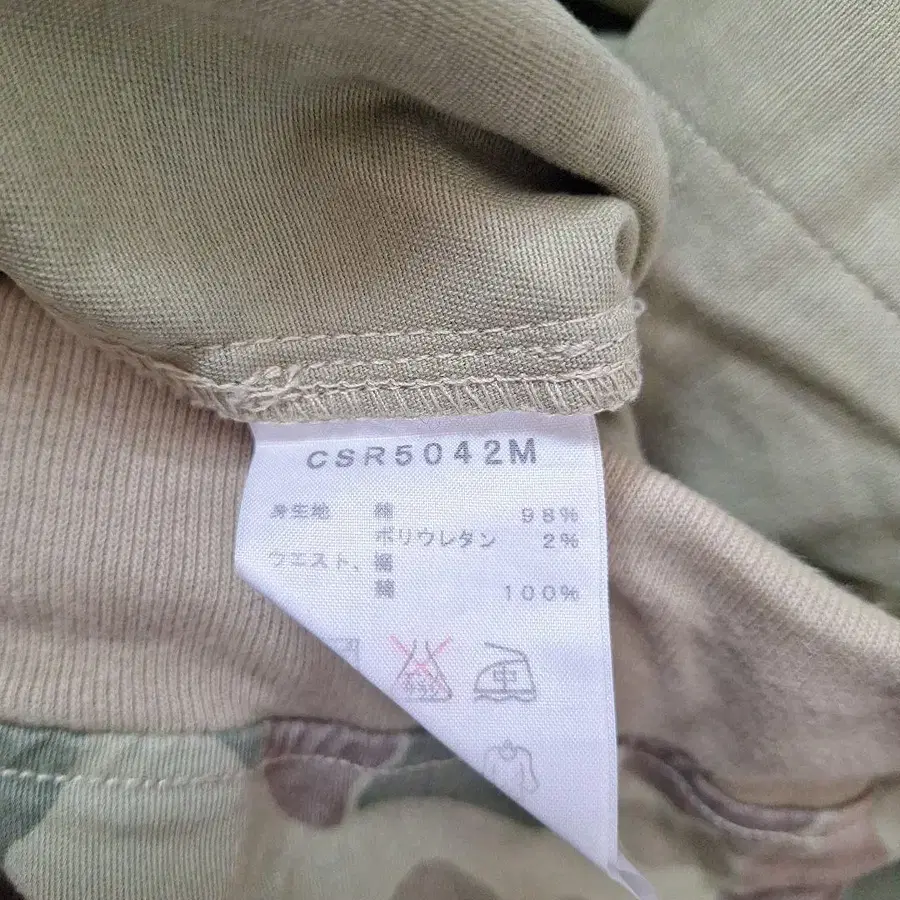 CSR5042M
身生地 綿 98%
ポリウレタン 2%
ウエスト、裾
綿 100%
中